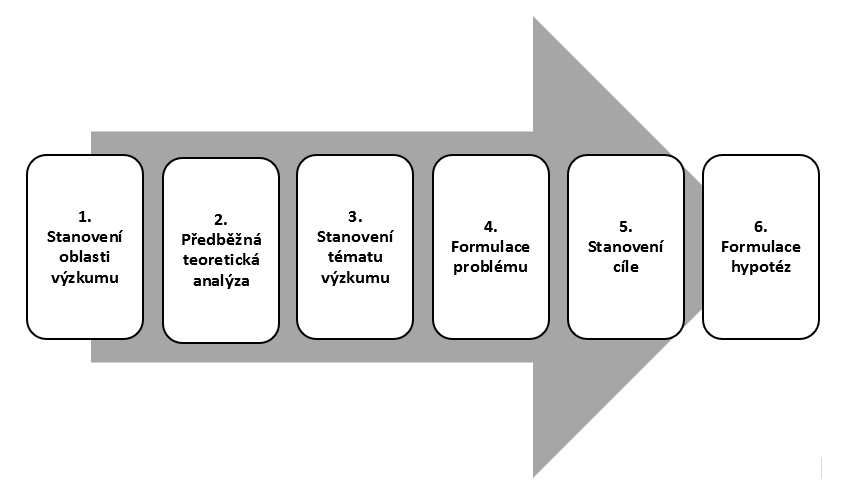 1.
Stanovení
oblasti
výzkumu
2.
Předběžná
teoretická
analýza
3.
Stanovení
tématu
výzkumu
4.
Formulace
problému
5.
Stanovení
cíle
6.
Formulace
hypotéz